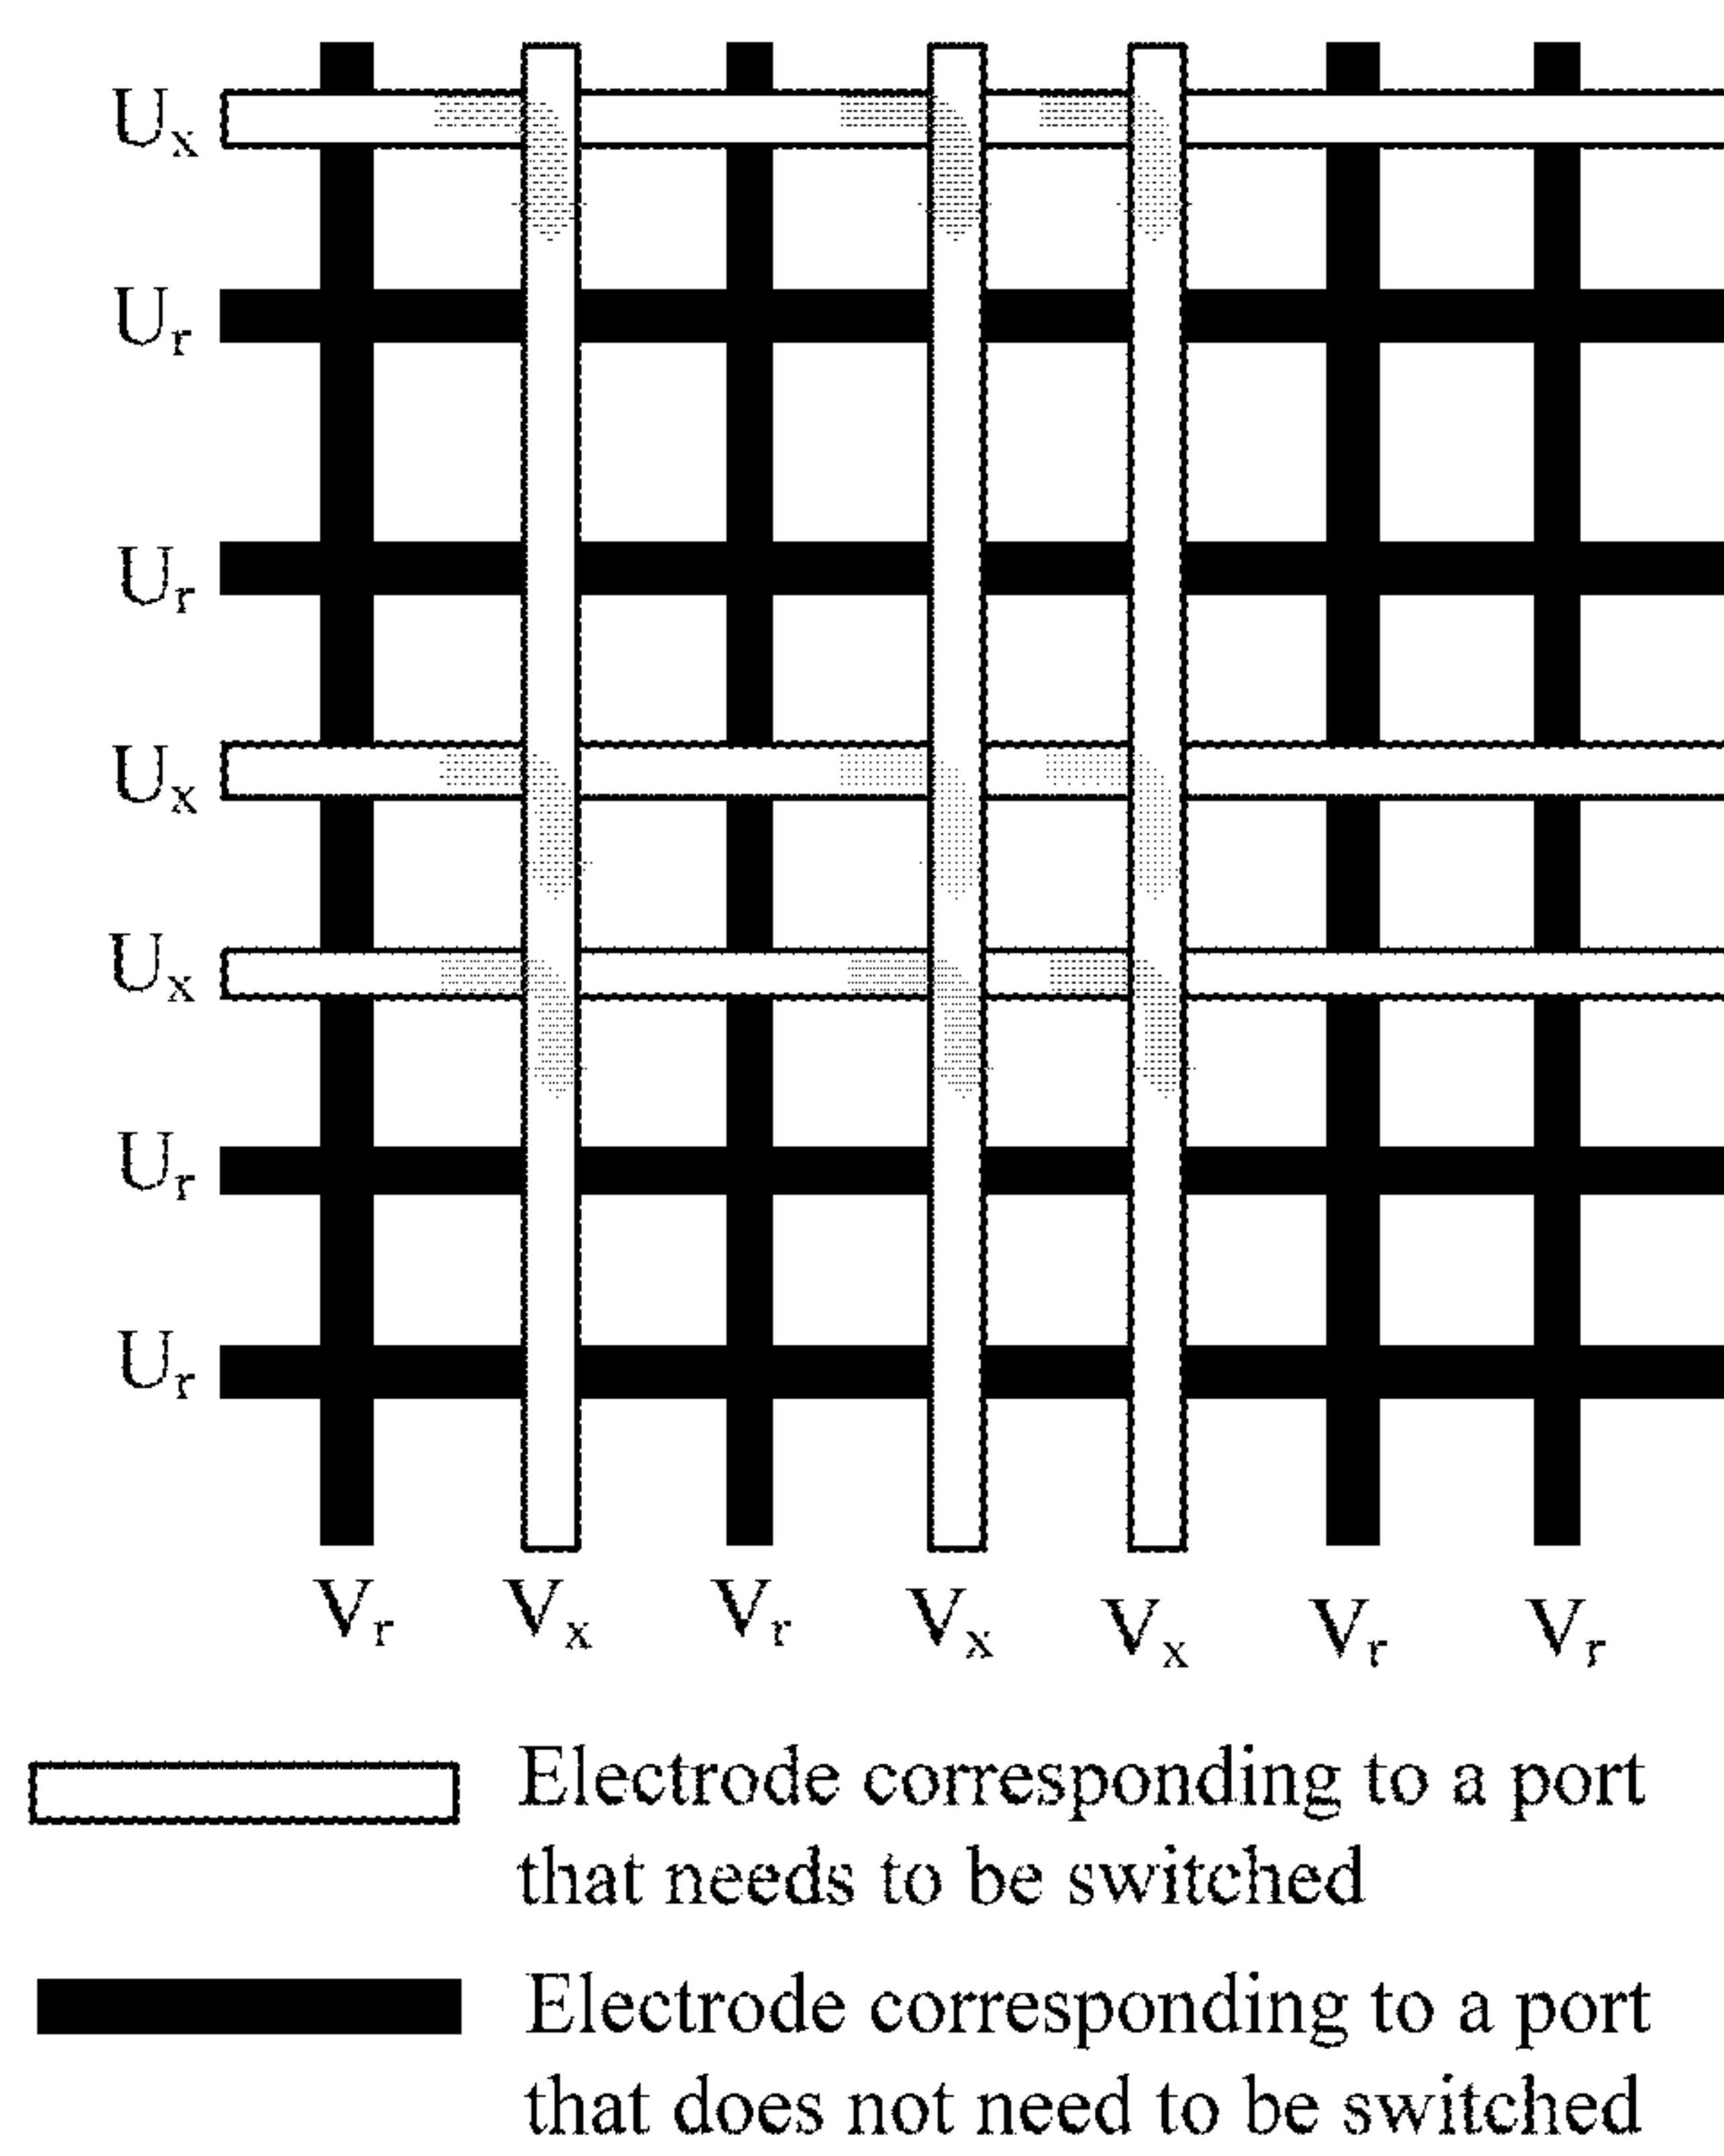 Ux
Ur
Ur
Ux
Ux
Ur
Ur
Vr Vx Vr Vx Vx Vr Vr
Electrode corresponding to a port
that needs to be switched
Electrode corresponding to a port
that does not need to be switched